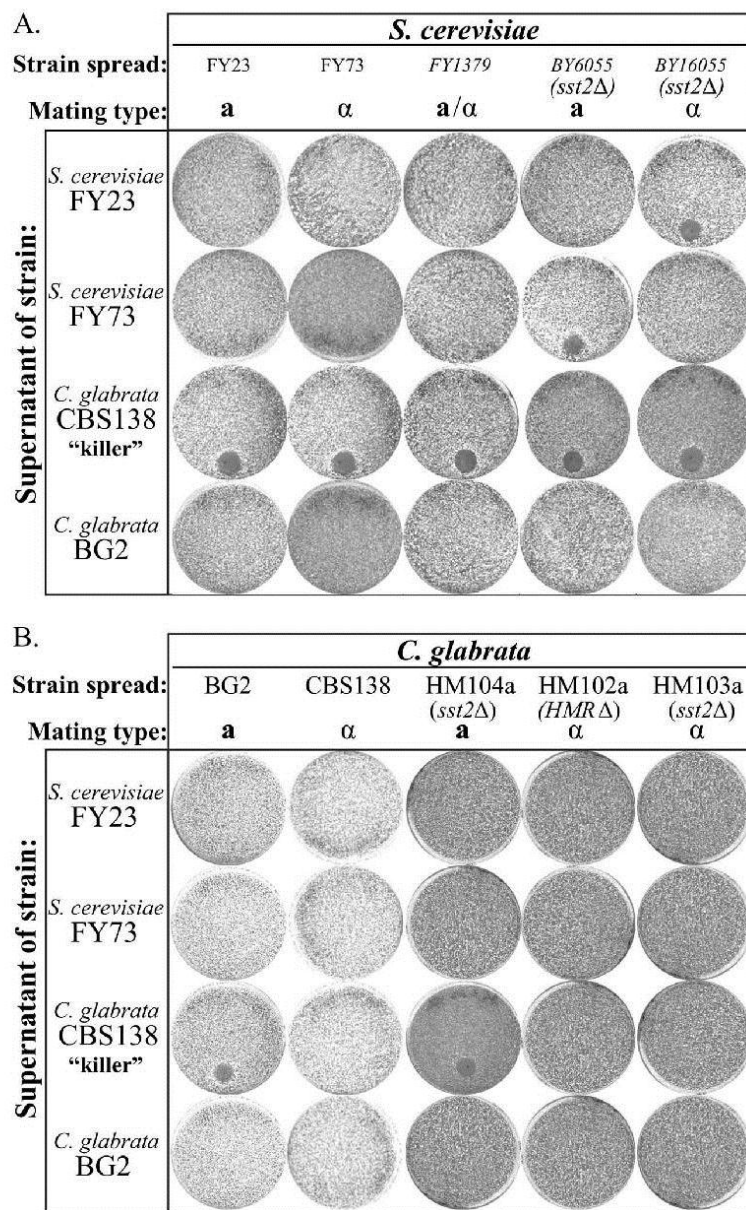 A.
S. cerevisiae
Strain spread: FY23 FY73 FY1379 BY6055 (sst2Δ) BY16055 (sst2Δ)
Mating type: a α a/α a α
Supernatant of strain:
S. cerevisiae
FY23
S. cerevisiae
FY73
C. glabrata
CBS138
"killer"
C. glabrata
BG2
B.
C. glabrata
Strain spread: BG2 CBS138 HM104a (sst2Δ) HM102a (HMR Δ) HM103a (sst2Δ)
Mating type: a α a α α
Supernatant of strain:
S. cerevisiae
FY23
S. cerevisiae
FY73
C. glabrata
CBS138
"killer"
C. glabrata
BG2